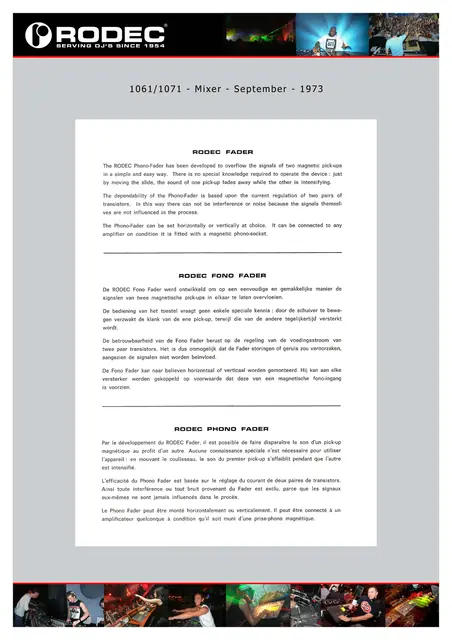 RODEC®
SERVING DJ'S SINCE 1954
1061/1071 - Mixer - September - 1973
RODEC FADER
The RODEC Phono-Fader has been developed to overflow the signals of two magnetic pick-ups
in a simple and easy way. There is no special knowledge required to operate the device : just
by moving the slide, the sound of one pick-up fades away while the other is intensifying.
The dependability of the Phono-Fader is based upon the current regulation of two pairs of
transistors. In this way there can not be interference or noise because the signals themsel-
ves are not influenced in the process.
The Phono-Fader can be set horizontally or vertically at choice. It can be connected to any
amplifier on condition it is fitted with a magnetic phono-socket.
RODEC FONO FADER
De RODEC Fono Fader werd ontwikkeld om op een eenvoudige en gemakkelijke manier de
signalen van twee magnetische pick-ups in elkaar te laten overvloeien.
De bediening van het toestel vraagt geen enkele speciale kennis : door de schuiver te bewe-
gen verzwakt de klank van de ene pick-up, terwijl die van de andere tegelijkertijd versterkt
wordt.
De betrouwbaarheid van de Fono Fader berust op de regeling van de voedingsstroom van
twee paar transistors. Het is dus onmogelijk dat de Fader storingen of geruis zou veroorzaken,
aangezien de signalen niet worden beïnvloed.
De Fono Fader kan naar believen horizontaal of verticaal worden gemonteerd. Hij kan aan elke
versterker worden gekoppeld op voorwaarde dat deze van een magnetische fono-ingang
is voorzien.
RODEC PHONO FADER
Par le développement du RODEC Fader, il est possible de faire disparaître le son d'un pick-up
magnétique au profit d'un autre. Aucune connaissance spéciale n'est nécessaire pour utiliser
l'appareil : en mouvant le coulisseau, le son du premier pick-up s'affaiblit pendant que l'autre
est intensifié.
L'efficacité du Phono Fader est basée sur le réglage du courant de deux paires de transistors.
Ainsi toute interférence ou tout bruit provenant du Fader est exclu, parce que les signaux
eux-mêmes ne sont jamais influencés dans le procès.
Le Phono Fader peut être monté horizontalement ou verticalement. Il peut être connecté à un
amplificateur quelconque à condition qu'il soit muni d'une prise-phono magnétique.